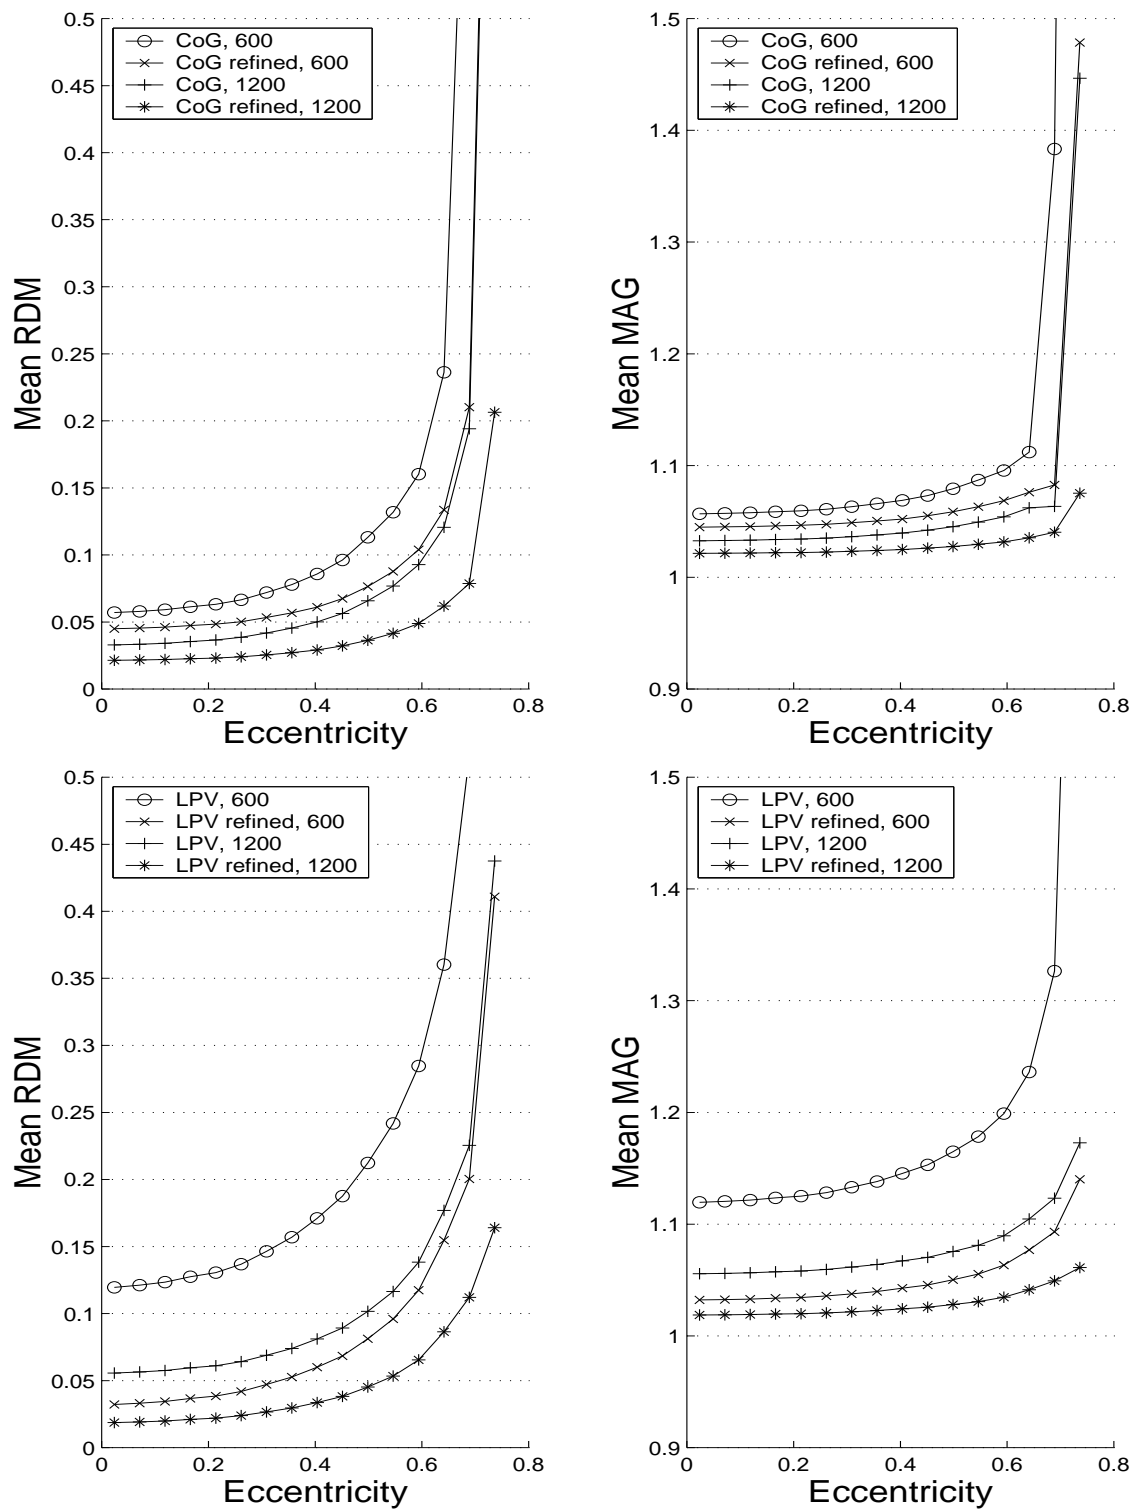 0.5
0.45
0.4
0.35
0.3
0.25
0.2
0.15
0.1
0.05
0
Mean RDM
CoG, 600
CoG refined, 600
CoG, 1200
CoG refined, 1200
0 0.2 0.4 0.6 0.8
Eccentricity
1.5
1.4
1.3
1.2
1.1
1
0.9
Mean MAG
CoG, 600
CoG refined, 600
CoG, 1200
CoG refined, 1200
0 0.2 0.4 0.6 0.8
Eccentricity
0.5
0.45
0.4
0.35
0.3
0.25
0.2
0.15
0.1
0.05
0
Mean RDM
LPV, 600
LPV refined, 600
LPV, 1200
LPV refined, 1200
0 0.2 0.4 0.6 0.8
Eccentricity
1.5
1.4
1.3
1.2
1.1
1
0.9
Mean MAG
LPV, 600
LPV refined, 600
LPV, 1200
LPV refined, 1200
0 0.2 0.4 0.6 0.8
Eccentricity